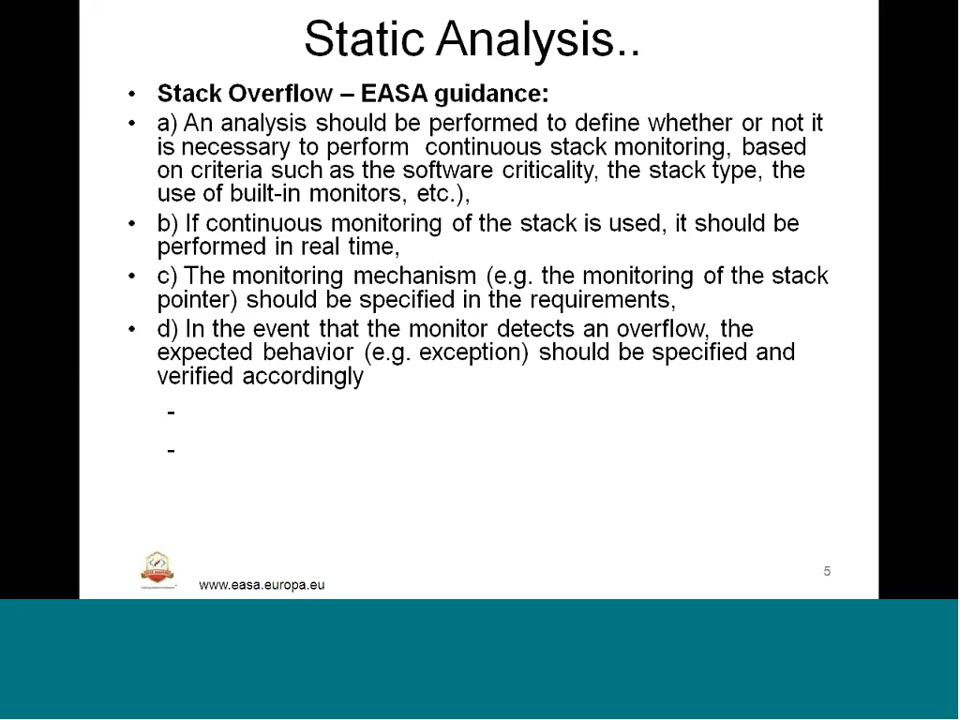 Static Analysis..
• Stack Overflow – EASA guidance:
• a) An analysis should be performed to define whether or not it
is necessary to perform continuous stack monitoring, based
on criteria such as the software criticality, the stack type, the
use of built-in monitors, etc.),
• b) If continuous monitoring of the stack is used, it should be
performed in real time,
• c) The monitoring mechanism (e.g. the monitoring of the stack
pointer) should be specified in the requirements,
• d) In the event that the monitor detects an overflow, the
expected behavior (e.g. exception) should be specified and
verified accordingly
-
-
www.easa.europa.eu
5